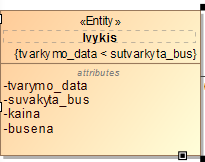 «Entity»
Ivykis
{tvarkymo_data < sutvarkyta_bus}
attributes
-tvarymo_data
-suvakyta_bus
-kaina
-busena